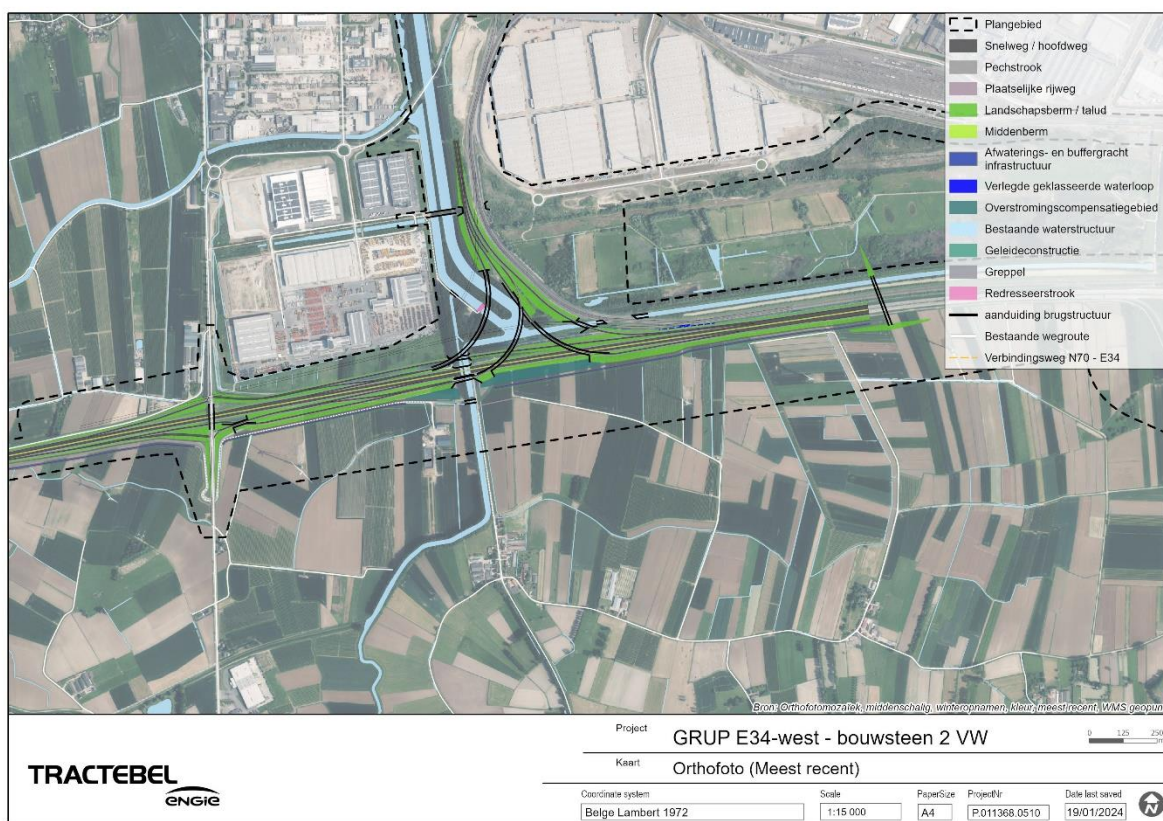 Plangebied
Snelweg / hoofdweg
Pechstrook
Plaatselijke rijweg
Landschapsberm / talud
Middenberm
Afwaterings- en buffergracht
infrastructuur
Verlegde geklasseerde waterloop
Overstromingscompensatiegebied
Bestaande waterstructuur
Geleideconstructie
Greppel
Redresseerstrook
aanduiding brugstructuur
Bestaande wegroute
Verbindingsweg N70 - E34
Bron: Orthofotomozaïek, middenschalig, winteropnamen, kleur, meest recent, WMS geopun
Project
GRUP E34-west - bouwsteen 2 VW
0 125 250
m
Kaart
Orthofoto (Meest recent)
TRACTEBEL
ENGIE
Coordinate system
Scale
PaperSize
ProjectNr
Date last saved
Belge Lambert 1972
1:15 000
A4
P.011368.0510
19/01/2024
N